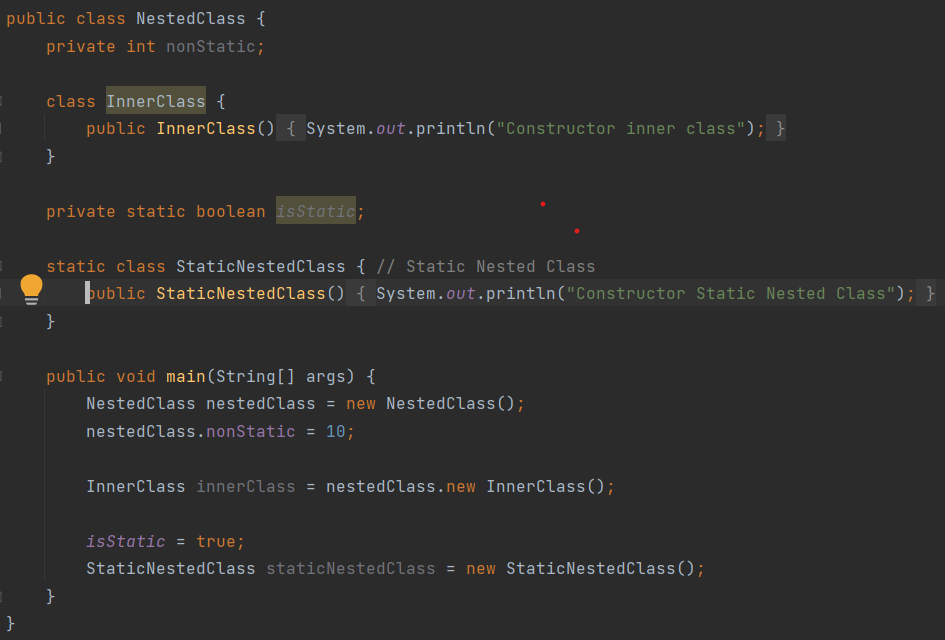 public class NestedClass {
    private int nonStatic;

    class InnerClass {
        public InnerClass() { System.out.println("Constructor inner class"); }
    }

    private static boolean isStatic;

    static class StaticNestedClass { // Static Nested Class
        public StaticNestedClass() { System.out.println("Constructor Static Nested Class"); }
    }

    public void main(String[] args) {
        NestedClass nestedClass = new NestedClass();
        nestedClass.nonStatic = 10;

        InnerClass innerClass = nestedClass.new InnerClass();

        isStatic = true;
        StaticNestedClass staticNestedClass = new StaticNestedClass();
    }
}